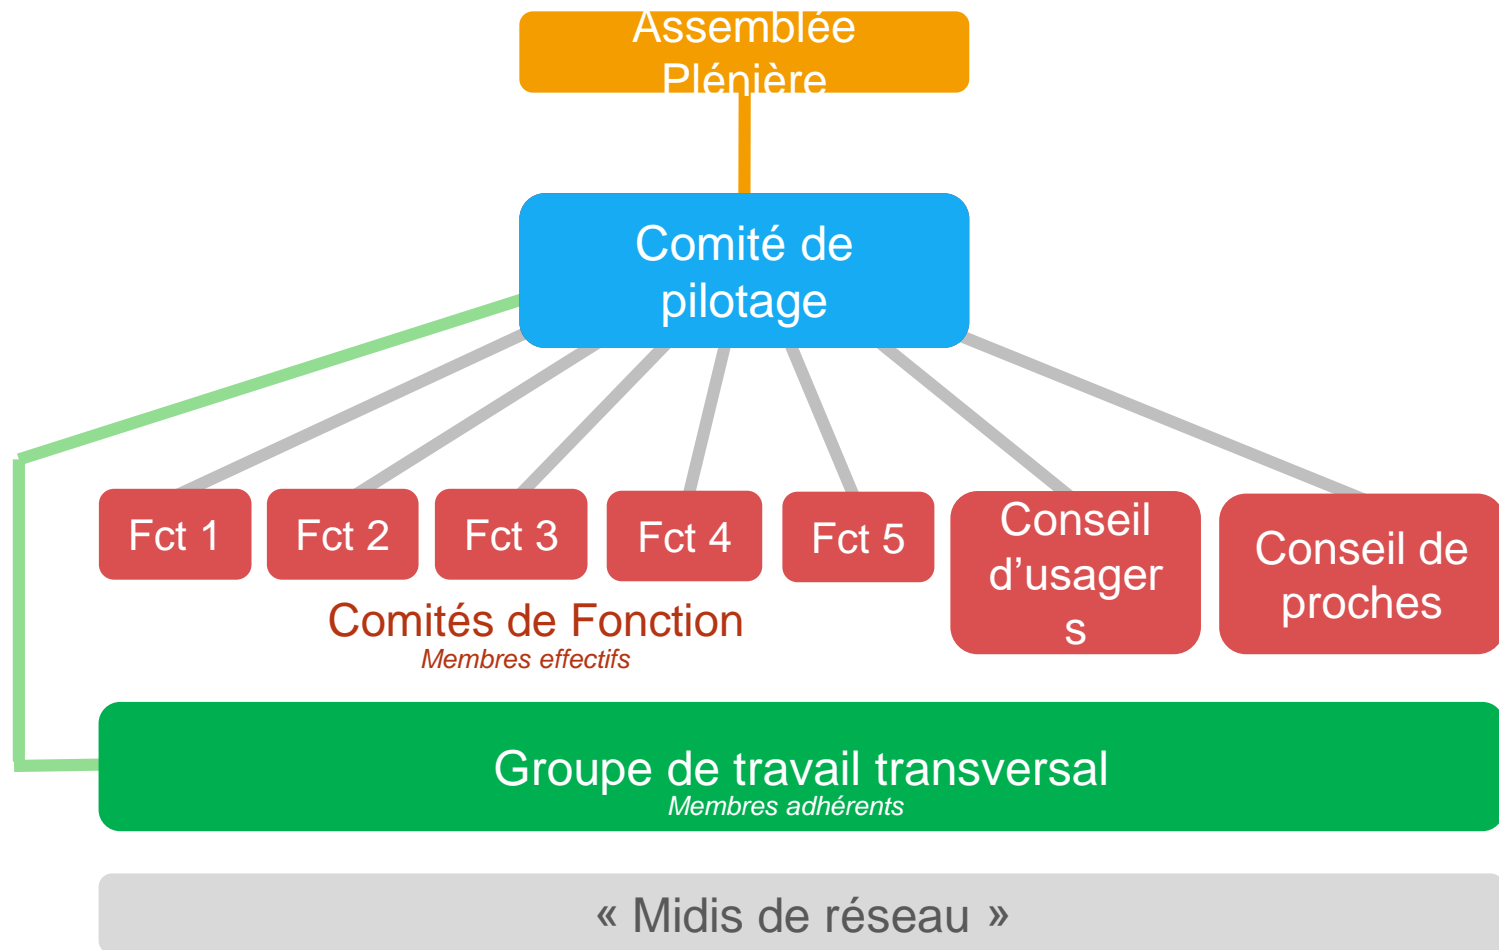 Assemblée
Plénière
Comité de
pilotage
Fct 1
Fct 2
Fct 3
Fct 4
Fct 5
Conseil
d’usager
s
Conseil de
proches
Comités de Fonction
Membres effectifs
Groupe de travail transversal
Membres adhérents
« Midis de réseau »